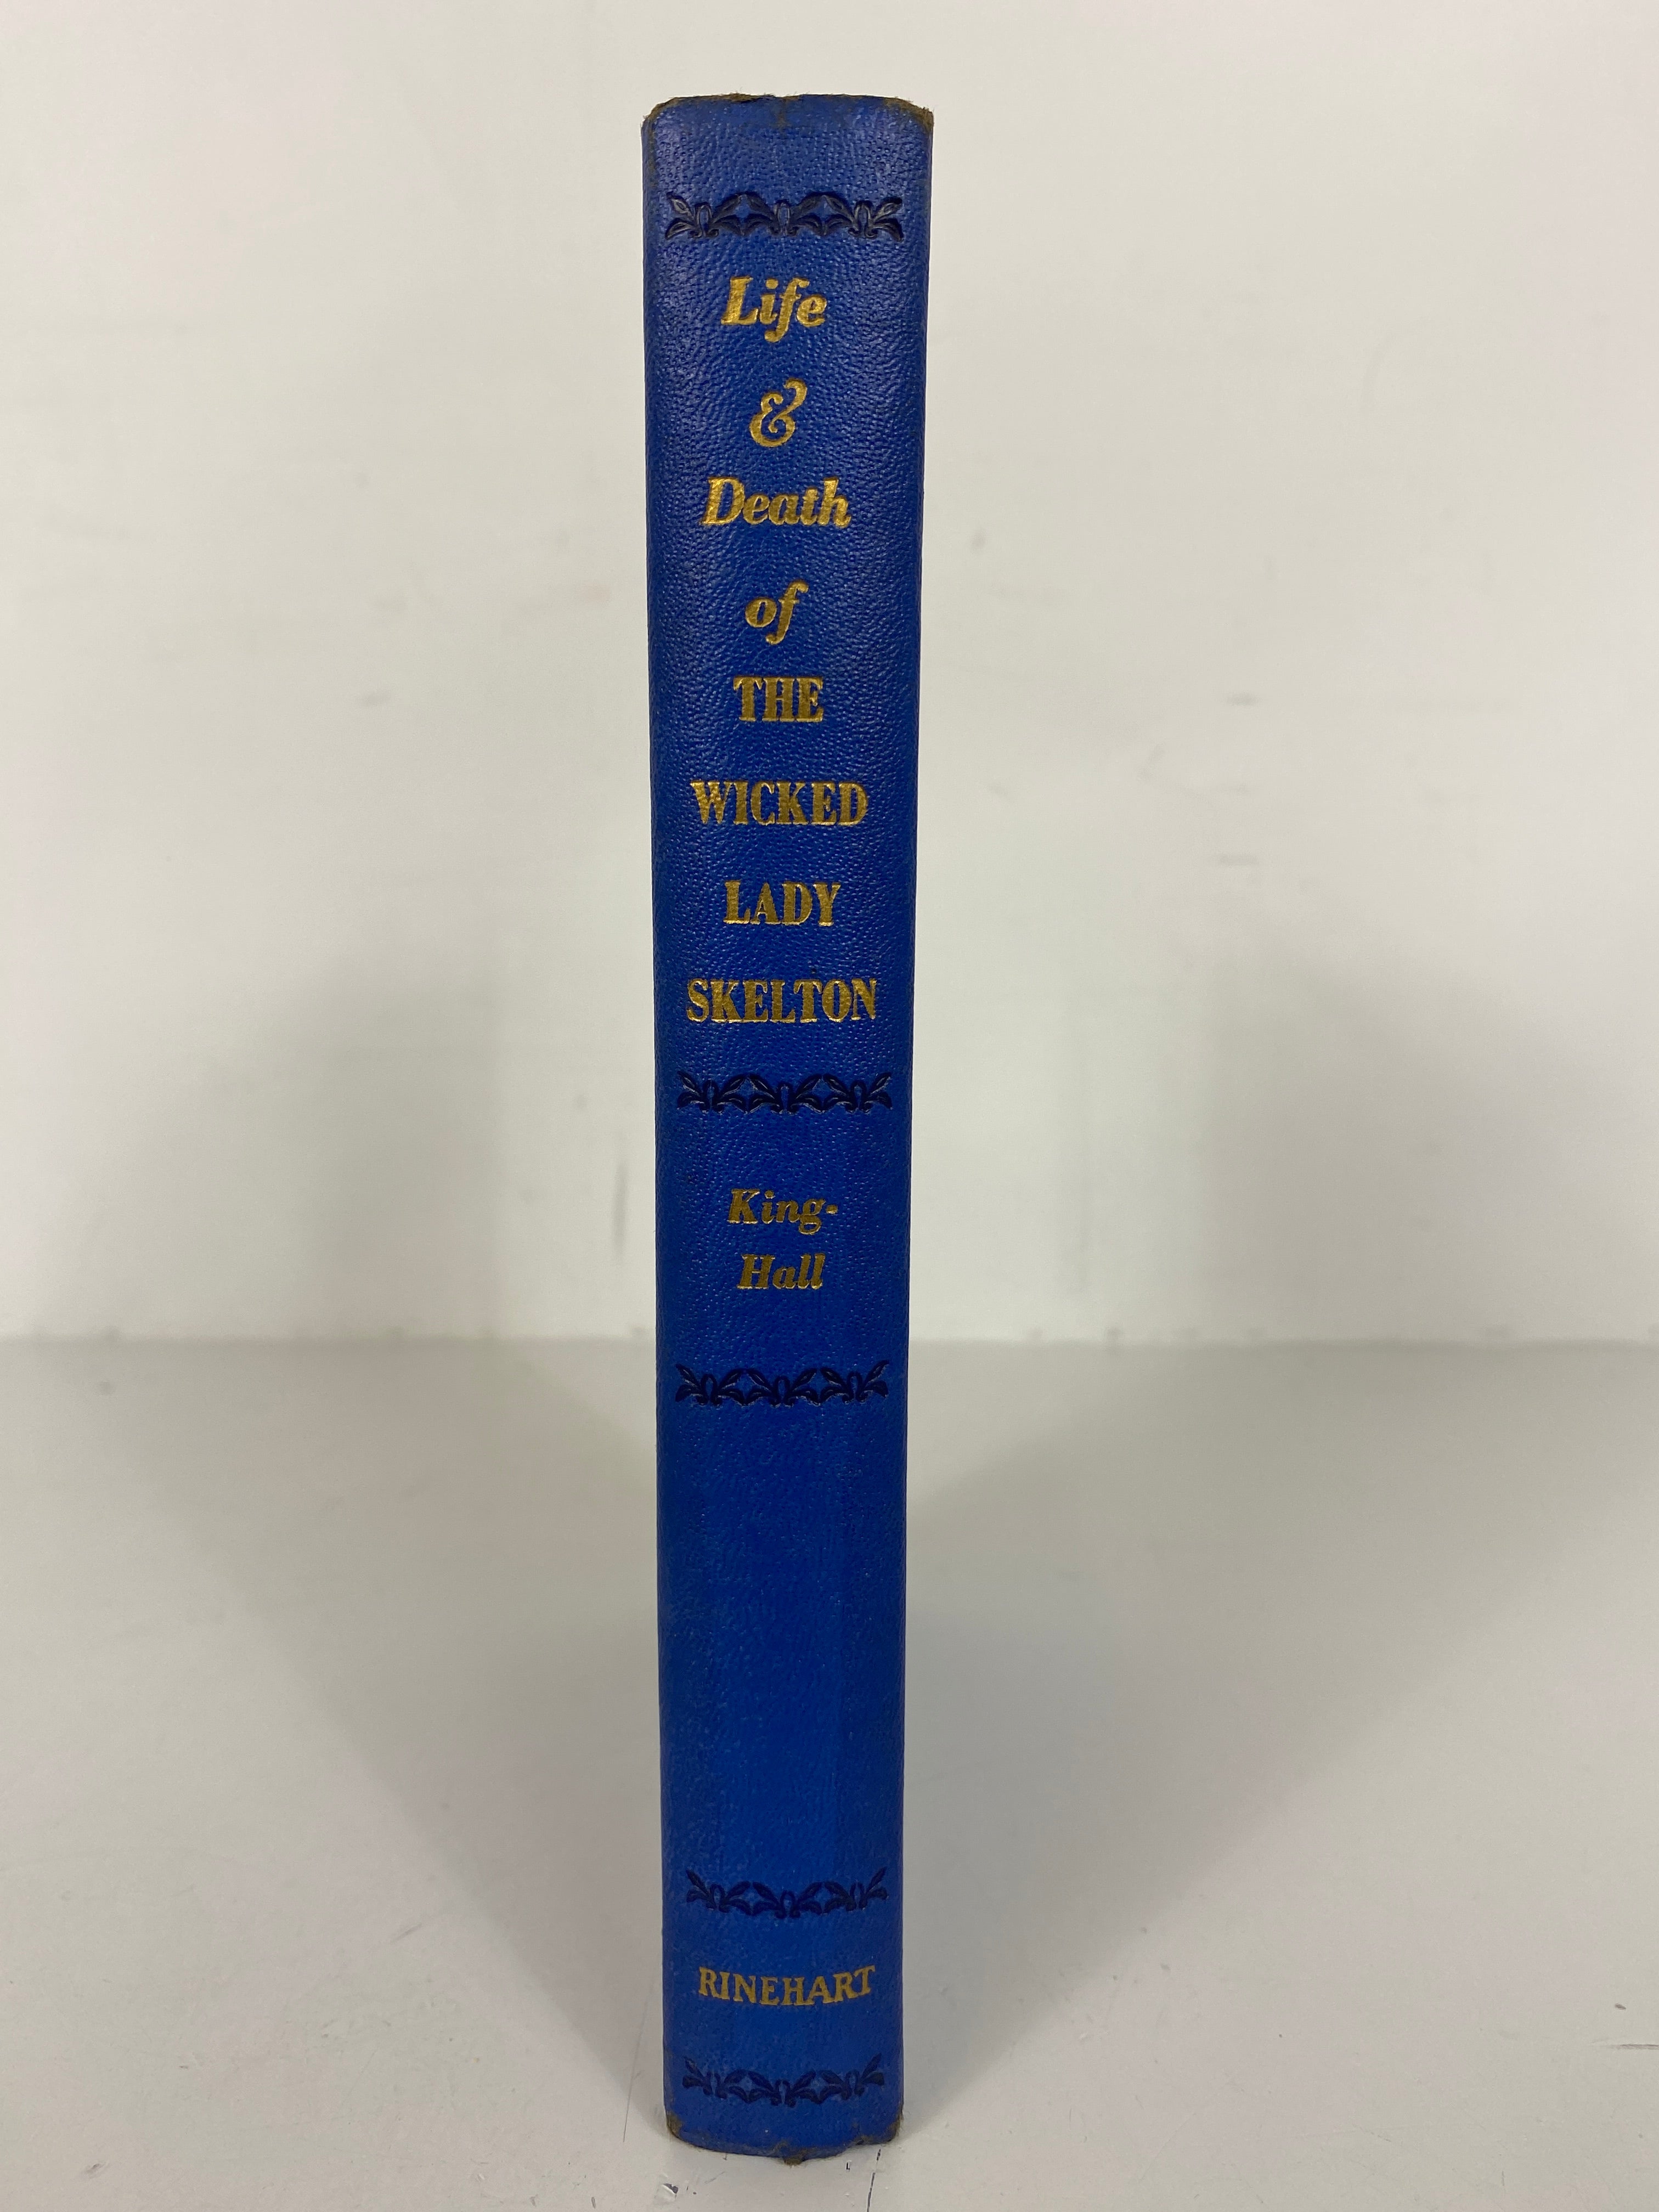 Life
&
Death
of
THE
WICKED
LADY
SKELTON
King-
Hall
RINEHART